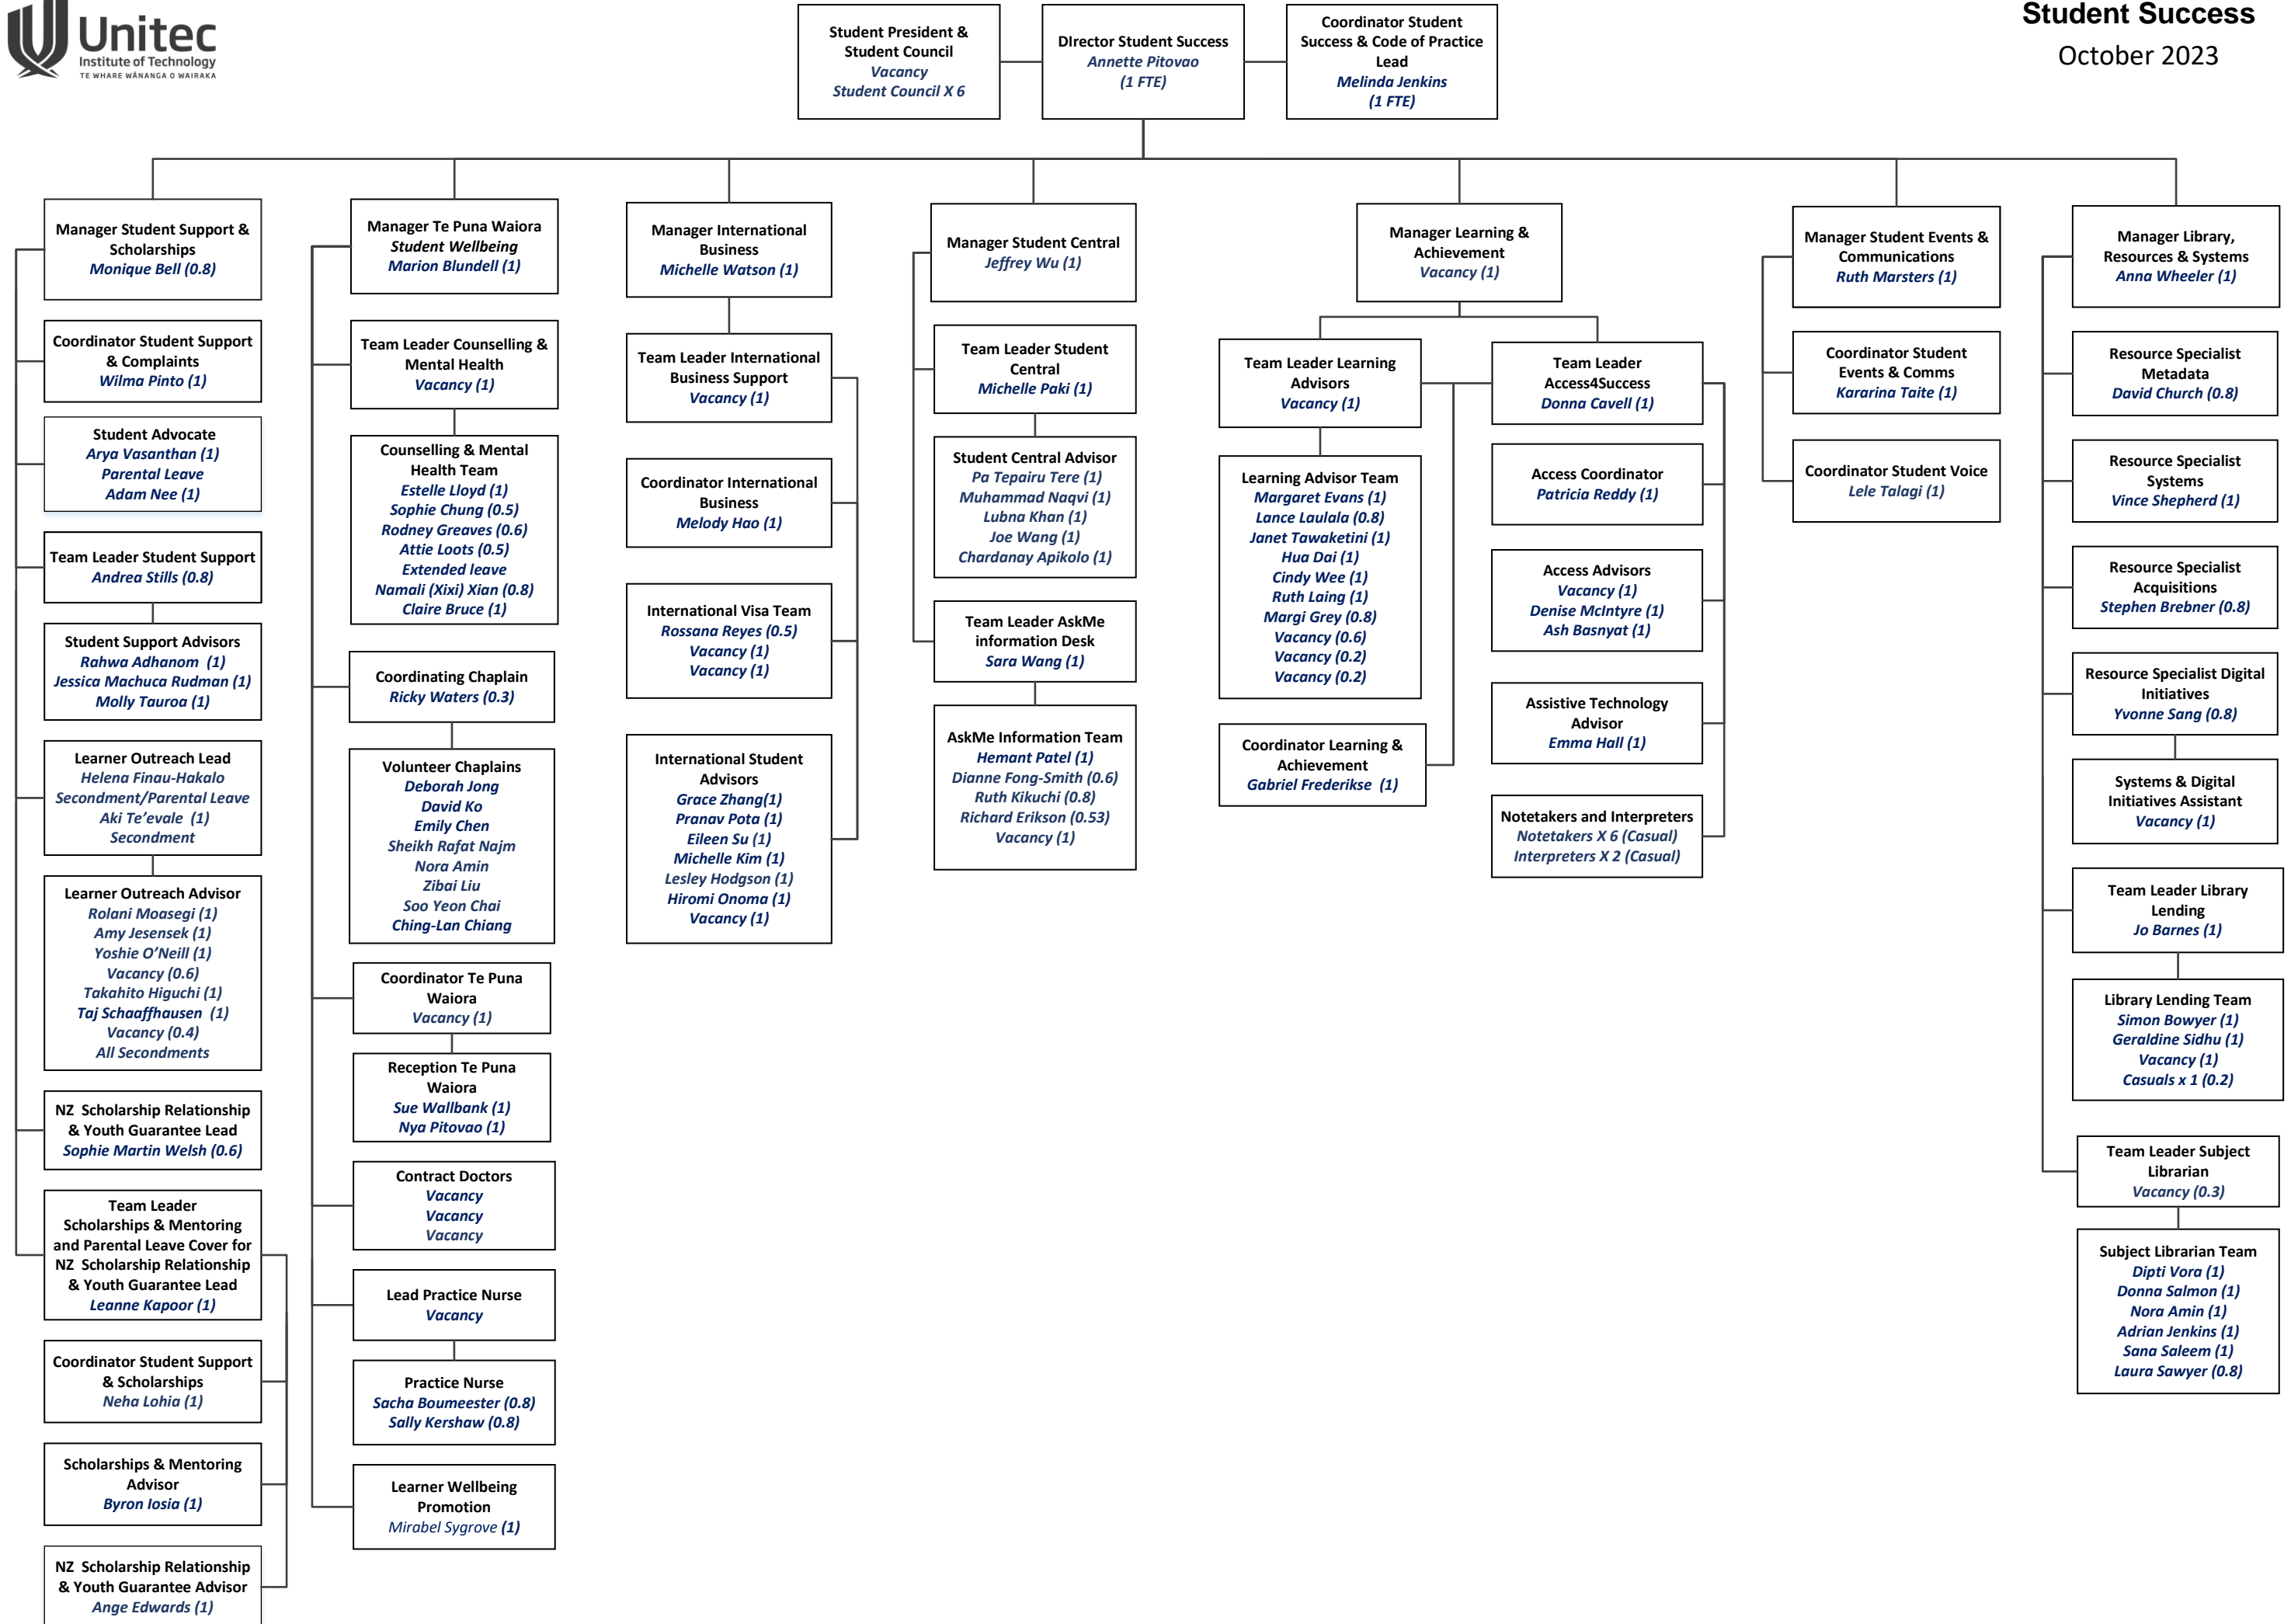 Unitec
Institute of Technology
TE WHARE WĀNANGA O WAIRAKA
Student Success
October 2023
Student President &
Student Council
Vacancy
Student Council X 6
DIrector Student Success
Annette Pitovao
(1 FTE)
Coordinator Student
Success & Code of Practice
Lead
Melinda Jenkins
(1 FTE)
Manager Student Support &
Scholarships
Monique Bell (0.8)
Coordinator Student Support
& Complaints
Wilma Pinto (1)
Student Advocate
Arya Vasanthan (1)
Parental Leave
Adam Nee (1)
Team Leader Student Support
Andrea Stills (0.8)
Student Support Advisors
Rahwa Adhanom (1)
Jessica Machuca Rudman (1)
Molly Tauroa (1)
Learner Outreach Lead
Helena Finau-Hakalo
Secondment/Parental Leave
Aki Te’evale (1)
Secondment
Learner Outreach Advisor
Rolani Moasegi (1)
Amy Jesensek (1)
Yoshie O’Neill (1)
Vacancy (0.6)
Takahito Higuchi (1)
Taj Schaaffhausen (1)
Vacancy (0.4)
All Secondments
NZ Scholarship Relationship
& Youth Guarantee Lead
Sophie Martin Welsh (0.6)
Team Leader
Scholarships & Mentoring
and Parental Leave Cover for
NZ Scholarship Relationship
& Youth Guarantee Lead
Leanne Kapoor (1)
Coordinator Student Support
& Scholarships
Neha Lohia (1)
Scholarships & Mentoring
Advisor
Byron Iosia (1)
NZ Scholarship Relationship
& Youth Guarantee Advisor
Ange Edwards (1)
Manager Te Puna Waiora
Student Wellbeing
Marion Blundell (1)
Team Leader Counselling &
Mental Health
Vacancy (1)
Counselling & Mental
Health Team
Estelle Lloyd (1)
Sophie Chung (0.5)
Rodney Greaves (0.6)
Attie Loots (0.5)
Extended leave
Namali (Xixi) Xian (0.8)
Claire Bruce (1)
Coordinating Chaplain
Ricky Waters (0.3)
Volunteer Chaplains
Deborah Jong
David Ko
Emily Chen
Sheikh Rafat Najm
Nora Amin
Zibai Liu
Soo Yeon Chai
Ching-Lan Chiang
Coordinator Te Puna
Waiora
Vacancy (1)
Reception Te Puna
Waiora
Sue Wallbank (1)
Nya Pitovao (1)
Contract Doctors
Vacancy
Vacancy
Vacancy
Lead Practice Nurse
Vacancy
Practice Nurse
Sacha Boumeester (0.8)
Sally Kershaw (0.8)
Learner Wellbeing
Promotion
Mirabel Sygrove (1)
Manager International
Business
Michelle Watson (1)
Team Leader International
Business Support
Vacancy (1)
Coordinator International
Business
Melody Hao (1)
International Visa Team
Rossana Reyes (0.5)
Vacancy (1)
Vacancy (1)
International Student
Advisors
Grace Zhang(1)
Pranav Pota (1)
Eileen Su (1)
Michelle Kim (1)
Lesley Hodgson (1)
Hiromi Onoma (1)
Vacancy (1)
Manager Student Central
Jeffrey Wu (1)
Team Leader Student
Central
Michelle Paki (1)
Student Central Advisor
Pa Tepairu Tere (1)
Muhammad Naqvi (1)
Lubna Khan (1)
Joe Wang (1)
Chardanay Apikolo (1)
Team Leader AskMe
information Desk
Sara Wang (1)
AskMe Information Team
Hemant Patel (1)
Dianne Fong-Smith (0.6)
Ruth Kikuchi (0.8)
Richard Erikson (0.53)
Vacancy (1)
Manager Learning &
Achievement
Vacancy (1)
Team Leader Learning
Advisors
Vacancy (1)
Learning Advisor Team
Margaret Evans (1)
Lance Laulala (0.8)
Janet Tawaketini (1)
Hua Dai (1)
Cindy Wee (1)
Ruth Laing (1)
Margi Grey (0.8)
Vacancy (0.6)
Vacancy (0.2)
Vacancy (0.2)
Coordinator Learning &
Achievement
Gabriel Frederikse (1)
Team Leader
Access4Success
Donna Cavell (1)
Access Coordinator
Patricia Reddy (1)
Access Advisors
Vacancy (1)
Denise McIntyre (1)
Ash Basnyat (1)
Assistive Technology
Advisor
Emma Hall (1)
Notetakers and Interpreters
Notetakers X 6 (Casual)
Interpreters X 2 (Casual)
Manager Student Events &
Communications
Ruth Marsters (1)
Coordinator Student
Events & Comms
Kararina Taite (1)
Coordinator Student Voice
Lele Talagi (1)
Manager Library,
Resources & Systems
Anna Wheeler (1)
Resource Specialist
Metadata
David Church (0.8)
Resource Specialist
Systems
Vince Shepherd (1)
Resource Specialist
Acquisitions
Stephen Brebner (0.8)
Resource Specialist Digital
Initiatives
Yvonne Sang (0.8)
Systems & Digital
Initiatives Assistant
Vacancy (1)
Team Leader Library
Lending
Jo Barnes (1)
Library Lending Team
Simon Bowyer (1)
Geraldine Sidhu (1)
Vacancy (1)
Casuals x 1 (0.2)
Team Leader Subject
Librarian
Vacancy (0.3)
Subject Librarian Team
Dipti Vora (1)
Donna Salmon (1)
Nora Amin (1)
Adrian Jenkins (1)
Sana Saleem (1)
Laura Sawyer (0.8)